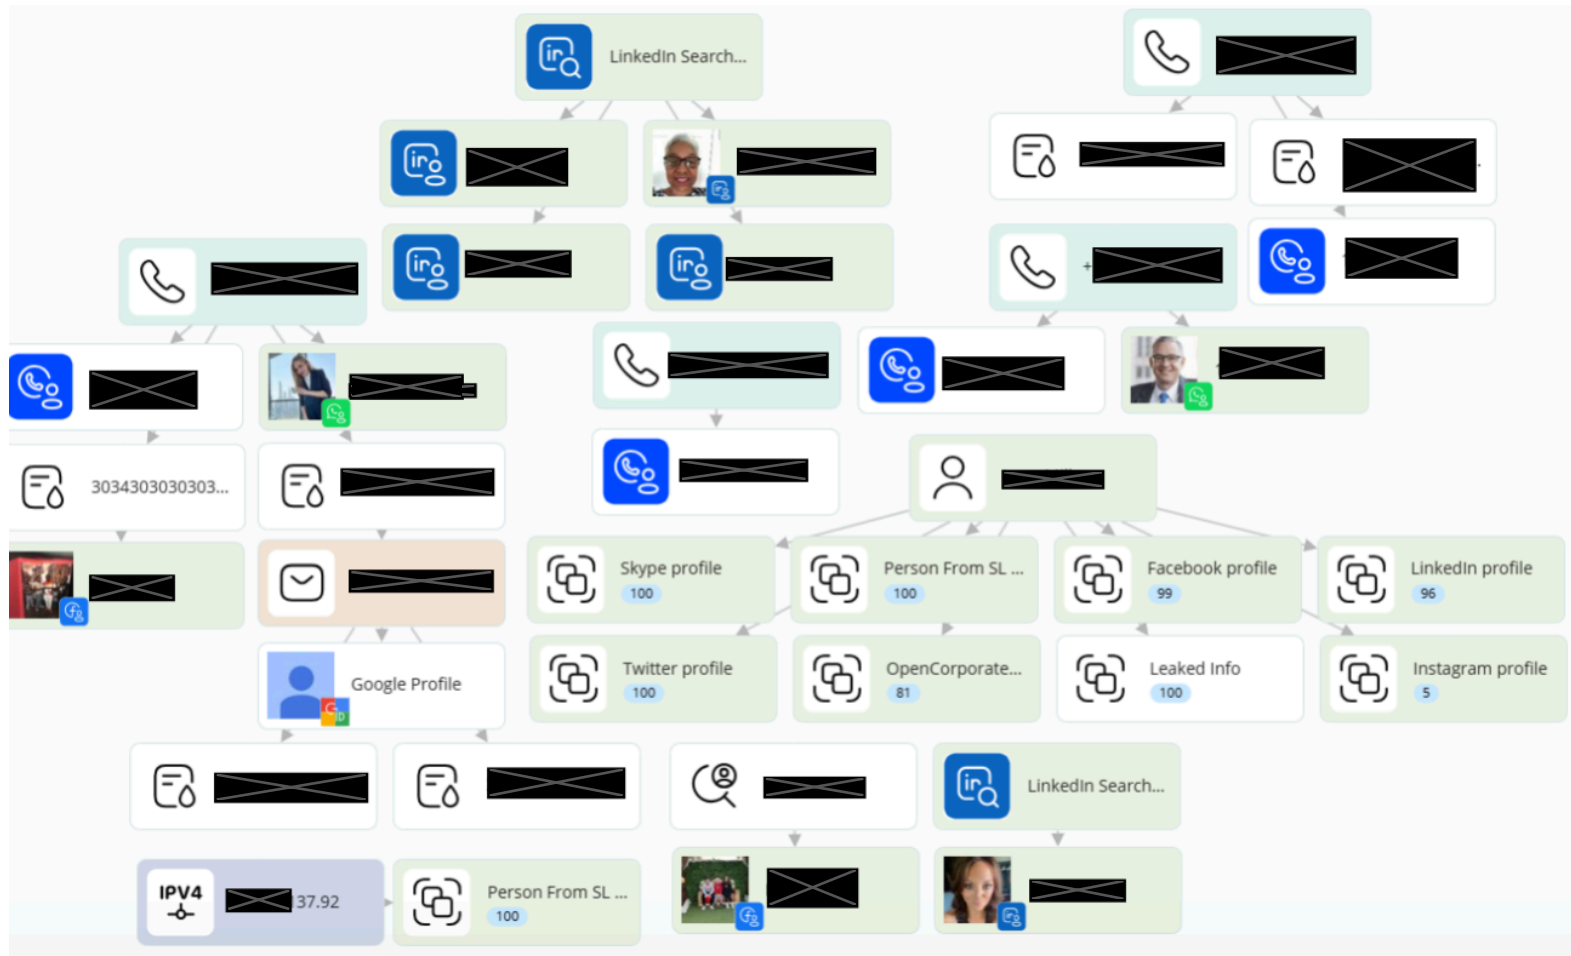 LinkedIn Search...
+
3034303030303...
Skype profile
100
Person From SL ...
100
Facebook profile
99
LinkedIn profile
96
Twitter profile
100
OpenCorporate...
81
Leaked Info
100
Instagram profile
5
Google Profile
LinkedIn Search...
IPV4
37.92
Person From SL ...
100